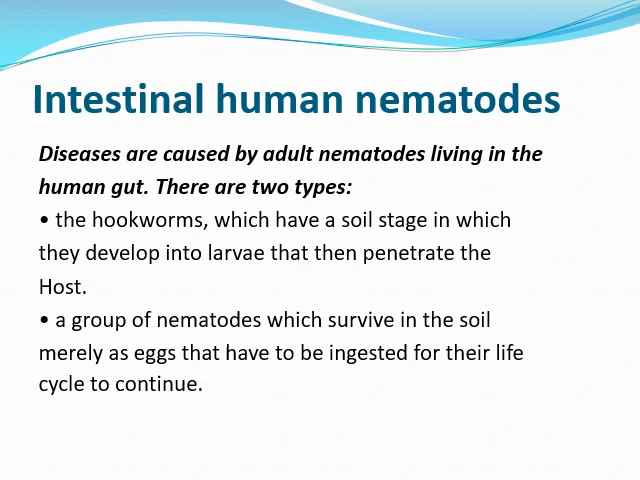 Intestinal human nematodes
Diseases are caused by adult nematodes living in the
human gut. There are two types:
• the hookworms, which have a soil stage in which
they develop into larvae that then penetrate the
Host.
• a group of nematodes which survive in the soil
merely as eggs that have to be ingested for their life
cycle to continue.